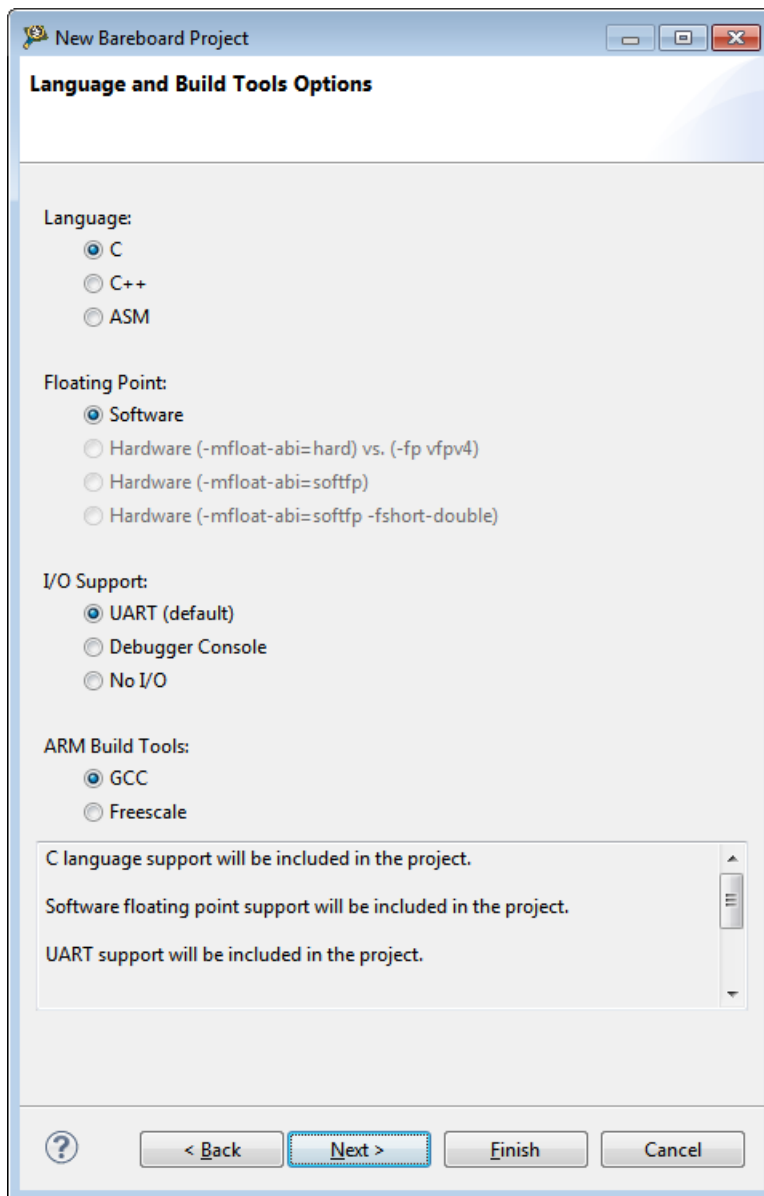 New Bareboard Project
Language and Build Tools Options
Language:
C
C++
ASM
Floating Point:
Software
Hardware (-mfloat-abi=hard) vs. (-fp vfpv4)
Hardware (-mfloat-abi=softfp)
Hardware (-mfloat-abi=softfp -fshort-double)
I/O Support:
UART (default)
Debugger Console
No I/O
ARM Build Tools:
GCC
Freescale
C language support will be included in the project.
Software floating point support will be included in the project.
UART support will be included in the project.
? < Back Next > Finish Cancel